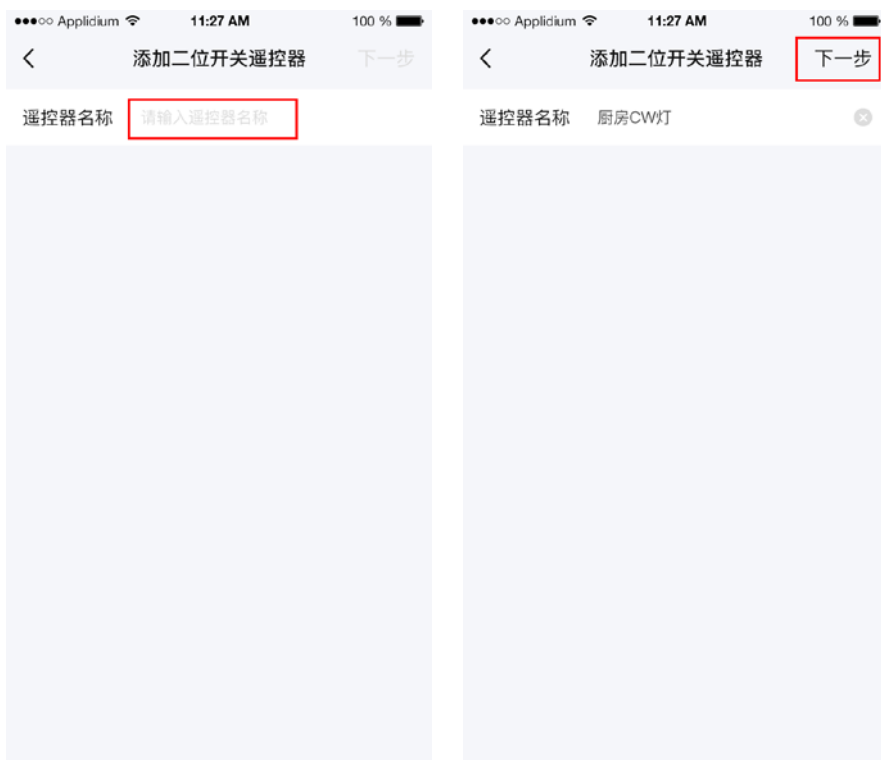 Applidium 11:27 AM 100 %
添加二位开关遥控器 下一步
遥控器名称 请输入遥控器名称
Applidium 11:27 AM 100 %
添加二位开关遥控器 下一步
遥控器名称 厨房CW灯